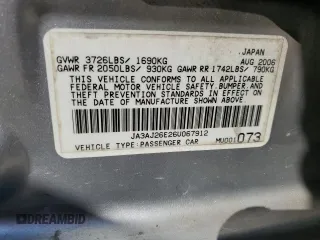 JAPAN
GVWR 3726LBS/ 1690KG AUG 2006
GAWR FR 2050LBS/ 930KG GAWR RR 1742LBS/ 790KG
THIS VEHICLE CONFORMS TO ALL APPLICABLE
FEDERAL MOTOR VEHICLE SAFETY, BUMPER, AND
THEFT PREVENTION STANDARDS IN EFFECT ON
THE DATE OF MANUFACTURE SHOWN ABOVE.
JA3AJ26E26U067912
VEHICLE TYPE:PASSENGER CAR MU001073
DREAMBID